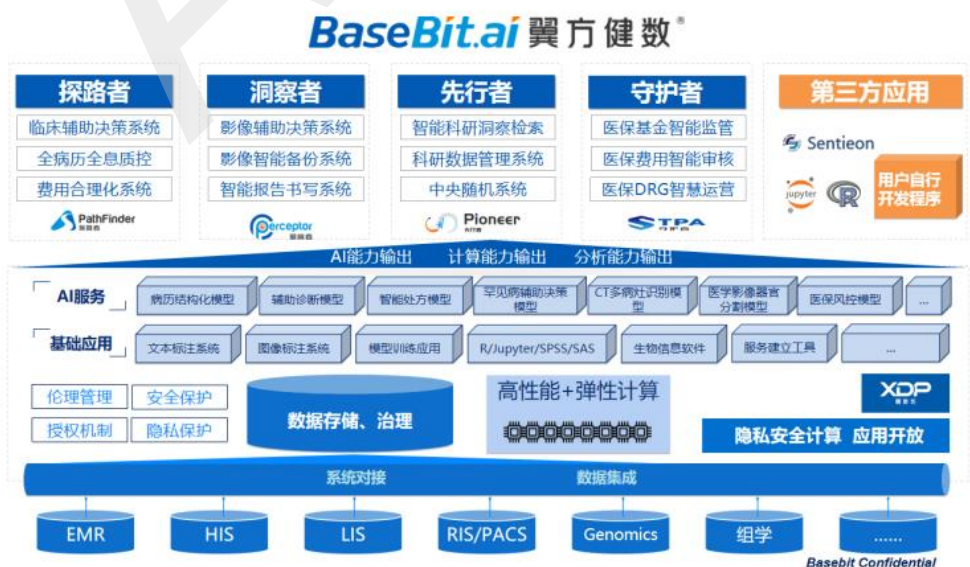 BaseBit.ai 翼方健数®
探路者
临床辅助决策系统
全病历全息质控
费用合理化系统
PathFinder
探路者
洞察者
影像辅助决策系统
影像智能备份系统
智能报告书写系统
Perceptor
先行者
智能科研洞察检索
科研数据管理系统
中央随机系统
Pioneer
先行者
守护者
医保基金智能监管
医保费用智能审核
医保DRG智慧运营
STPA
守护者
第三方应用
Sentieon
jupyter
R
用户自行
开发程序
AI能力输出 计算能力输出 分析能力输出
AI服务
病历结构化模型
辅助诊断模型
智能处方模型
罕见病辅助决策
模型
CT多病灶识别模
型
医学影像器官
分割模型
医保风控模型
...
基础应用
文本标注系统
图像标注系统
模型训练应用
R/Jupyter/SPSS/SAS
生物信息软件
服务建立工具
...
伦理管理
安全保护
授权机制
隐私保护
数据存储、治理
高性能+弹性计算
XDP
隐私安全计算 应用开放
系统对接 数据集成
EMR
HIS
LIS
RIS/PACS
Genomics
组学
......
Basebit Confidential